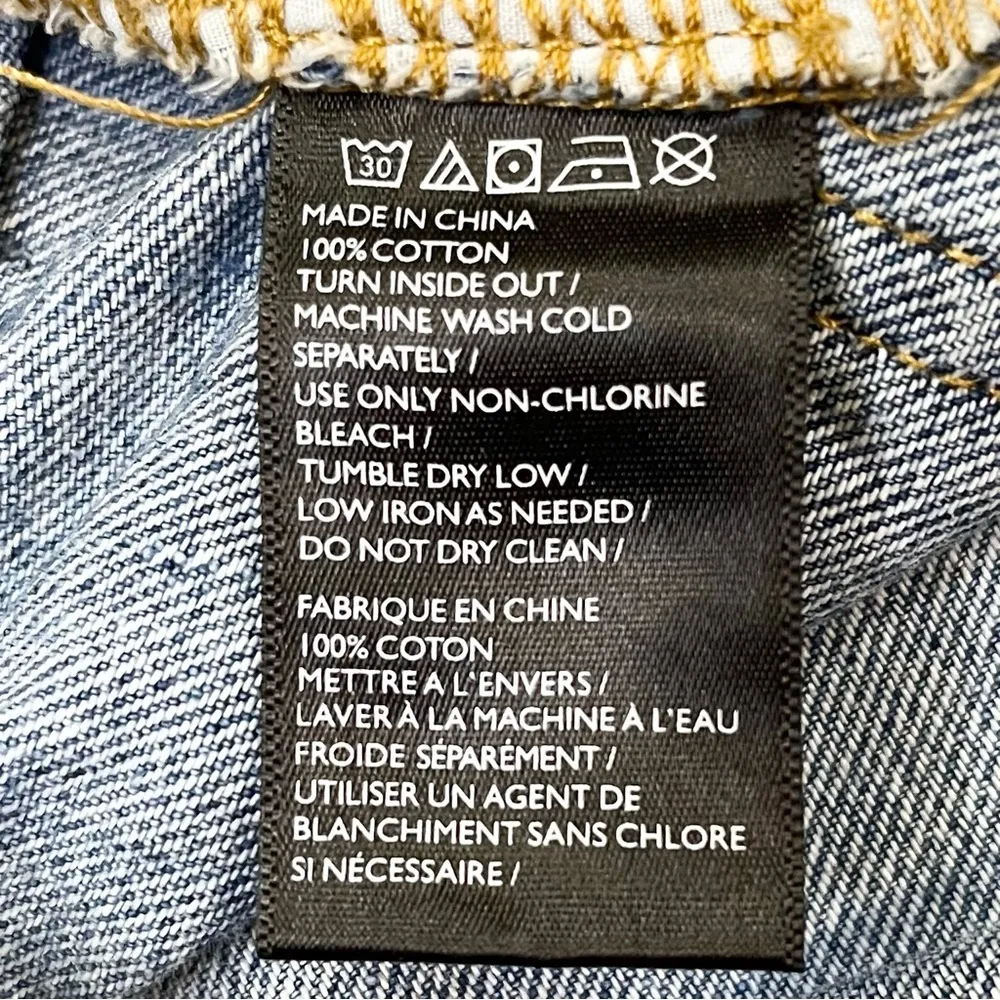 30
MADE IN CHINA
100% COTTON
TURN INSIDE OUT /
MACHINE WASH COLD
SEPARATELY /
USE ONLY NON-CHLORINE
BLEACH /
TUMBLE DRY LOW /
LOW IRON AS NEEDED /
DO NOT DRY CLEAN /
FABRIQUE EN CHINE
100% COTON
METTRE A L'ENVERS /
LAVER À LA MACHINE À L'EAU
FROIDE SÉPARÉMENT /
UTILISER UN AGENT DE
BLANCHIMENT SANS CHLORE
SI NÉCESSAIRE /